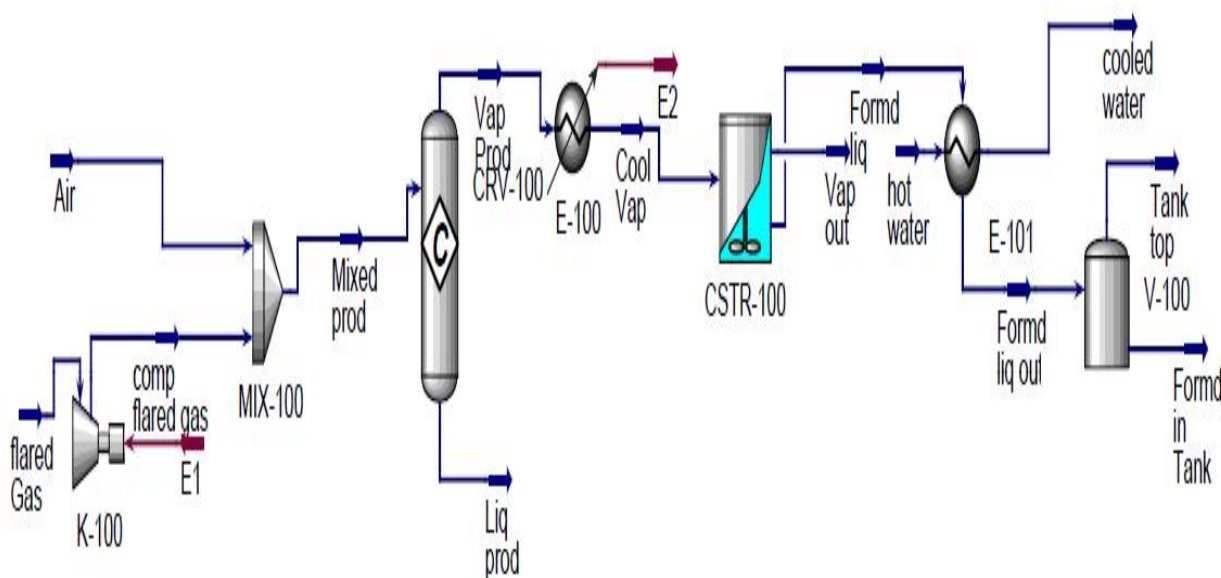 Air
flared
Gas
K-100
comp
flared gas
E1
MIX-100
Mixed
prod
C
Vap
Prod
CRV-100
Liq
prod
E-100
E2
Cool
Vap
CSTR-100
Formd
liq
Vap
out
hot
water
E-101
cooled
water
Formd
liq out
Tank
top
V-100
Formd
in
Tank